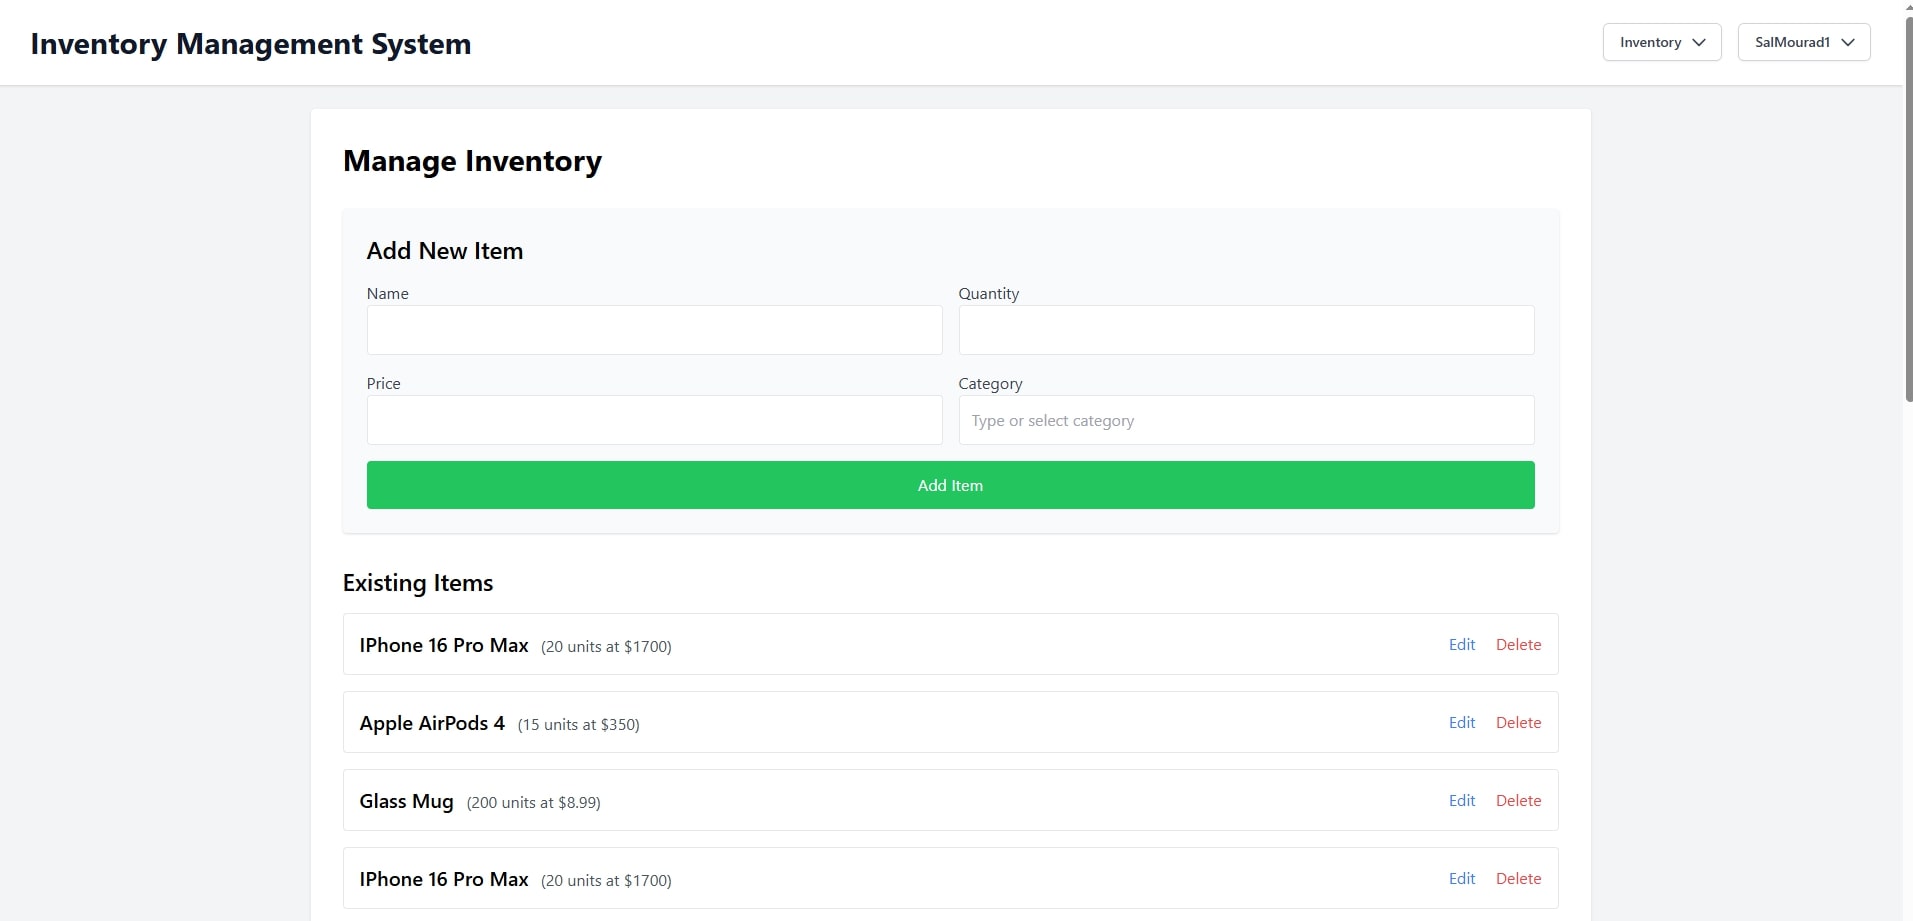 Inventory Management System
Inventory
SalMourad1
Manage Inventory
Add New Item
Name
Quantity
Price
Category
Type or select category
Add Item
Existing Items
IPhone 16 Pro Max (20 units at $1700) Edit Delete
Apple AirPods 4 (15 units at $350) Edit Delete
Glass Mug (200 units at $8.99) Edit Delete
IPhone 16 Pro Max (20 units at $1700) Edit Delete